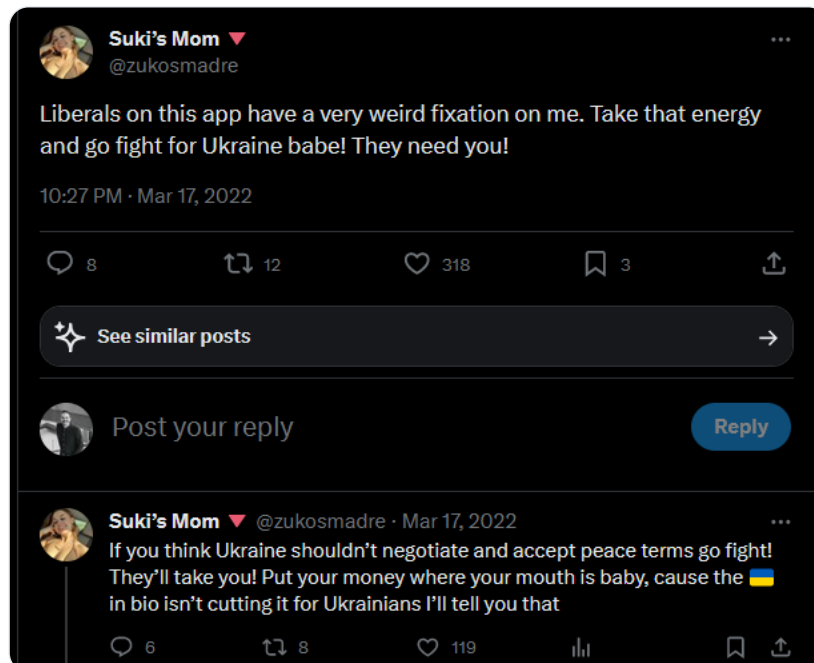 Suki's Mom 🔻
@zukosmadre
Liberals on this app have a very weird fixation on me. Take that energy
and go fight for Ukraine babe! They need you!
10:27 PM · Mar 17, 2022
8 12 318 3
See similar posts
Post your reply Reply
Suki's Mom 🔻 @zukosmadre · Mar 17, 2022
If you think Ukraine shouldn't negotiate and accept peace terms go fight!
They'll take you! Put your money where your mouth is baby, cause the 🇺🇦
in bio isn't cutting it for Ukrainians I'll tell you that
6 8 119